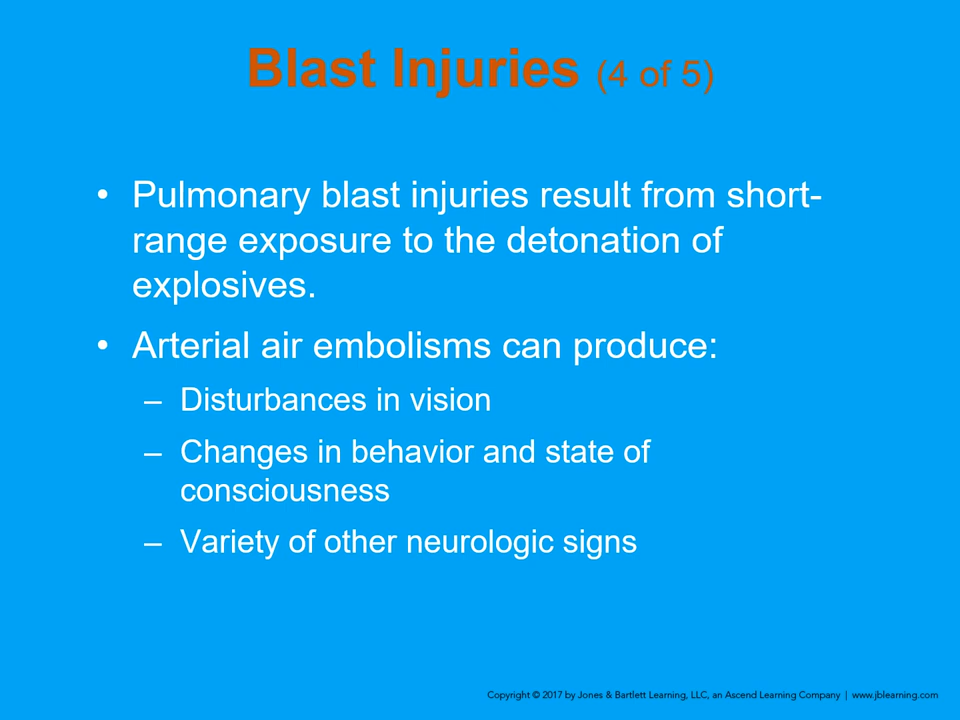 Blast Injuries (4 of 5)
• Pulmonary blast injuries result from short-
range exposure to the detonation of
explosives.
• Arterial air embolisms can produce:
– Disturbances in vision
– Changes in behavior and state of
consciousness
– Variety of other neurologic signs
Copyright © 2017 by Jones & Bartlett Learning, LLC, an Ascend Learning Company | www.jblearning.com